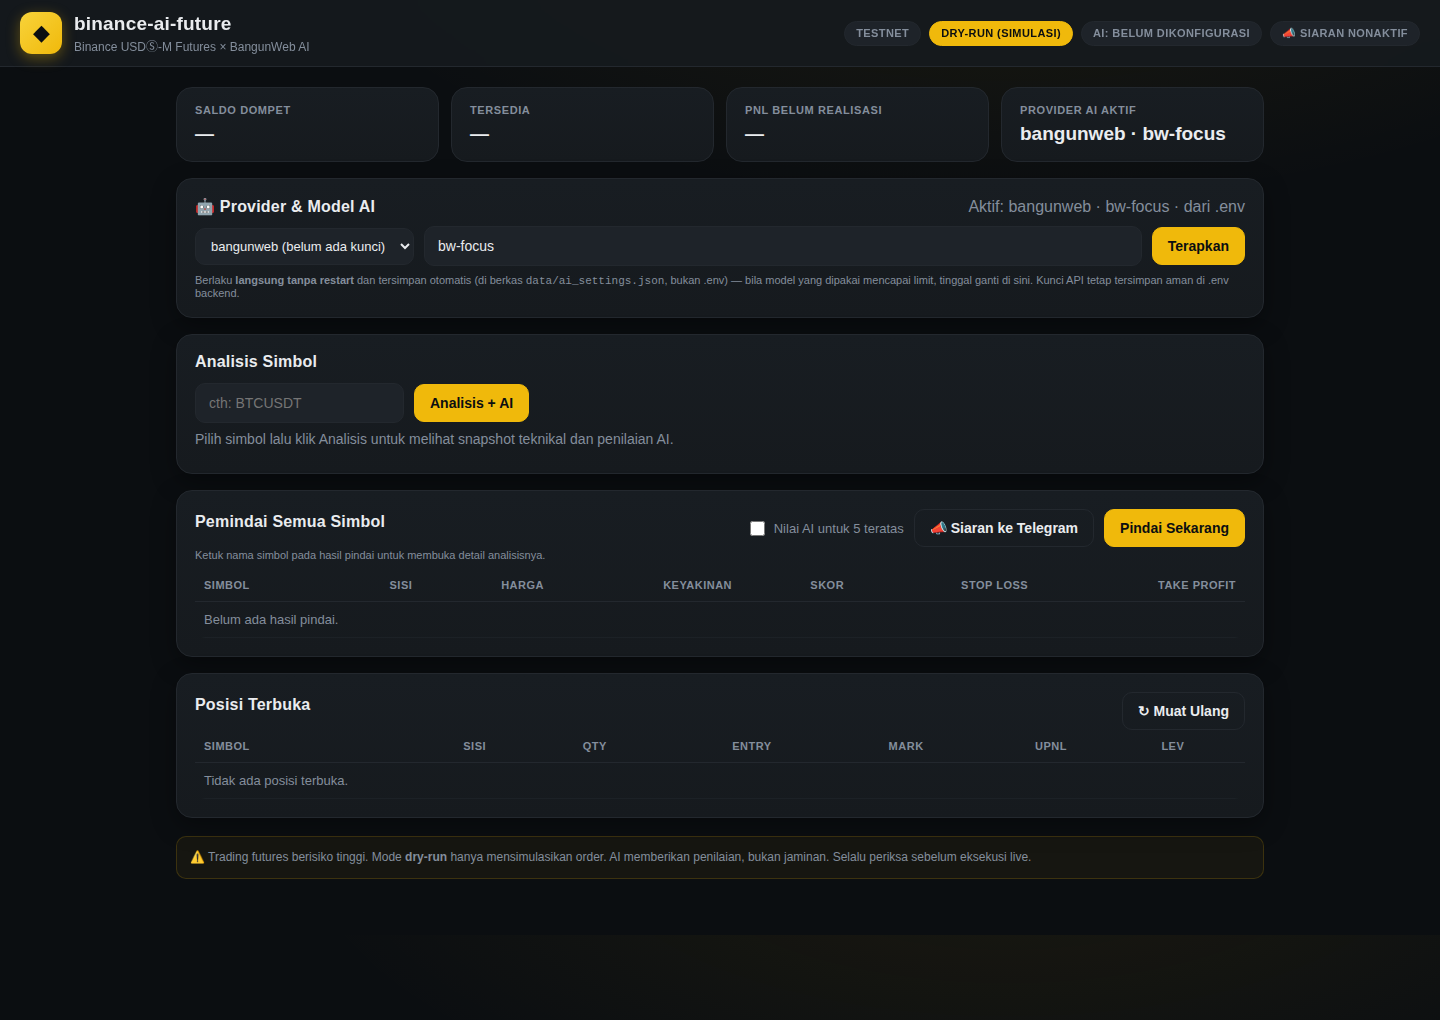 binance-ai-future
Binance USDⓈ-M Futures × BangunWeb AI
TESTNET
DRY-RUN (SIMULASI)
AI: BELUM DIKONFIGURASI
📣 SIARAN NONAKTIF
SALDO DOMPET
—
TERSEDIA
—
PNL BELUM REALISASI
—
PROVIDER AI AKTIF
bangunweb · bw-focus
🤖 Provider & Model AI
Aktif: bangunweb · bw-focus · dari .env
bangunweb (belum ada kunci)
bw-focus
Terapkan
Berlaku langsung tanpa restart dan tersimpan otomatis (di berkas data/ai_settings.json, bukan .env) — bila model yang dipakai mencapai limit, tinggal ganti di sini. Kunci API tetap tersimpan aman di .env
backend.
Analisis Simbol
cth: BTCUSDT
Analisis + AI
Pilih simbol lalu klik Analisis untuk melihat snapshot teknikal dan penilaian AI.
Pemindai Semua Simbol
Nilai AI untuk 5 teratas
📣 Siaran ke Telegram
Pindai Sekarang
Ketuk nama simbol pada hasil pindai untuk membuka detail analisisnya.
SIMBOL SISI HARGA KEYAKINAN SKOR STOP LOSS TAKE PROFIT
Belum ada hasil pindai.
Posisi Terbuka
↻ Muat Ulang
SIMBOL SISI QTY ENTRY MARK UPNL LEV
Tidak ada posisi terbuka.
⚠️ Trading futures berisiko tinggi. Mode dry-run hanya mensimulasikan order. AI memberikan penilaian, bukan jaminan. Selalu periksa sebelum eksekusi live.